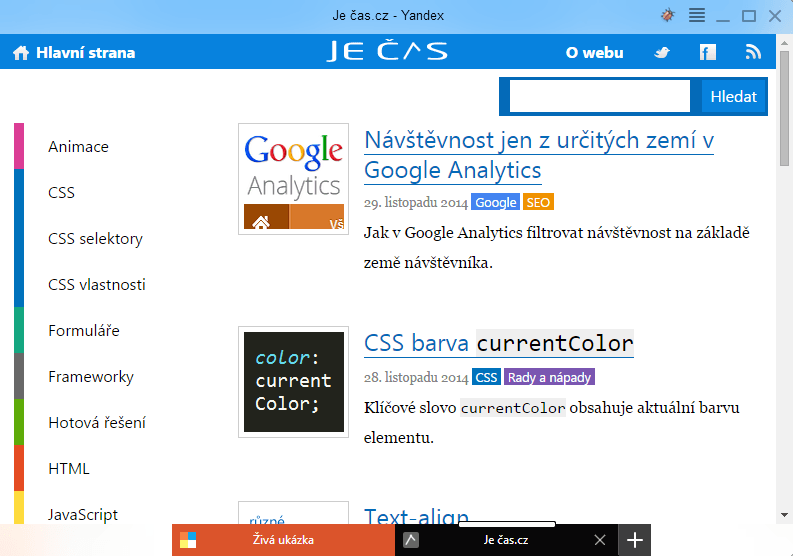 Je čas.cz - Yandex
Hlavní strana
JE ČAS
O webu
Hledat
Animace
CSS
CSS selektory
CSS vlastnosti
Formuláře
Frameworky
Hotová řešení
HTML
JavaScript
Google
Analytics
Vš
Návštěvnost jen z určitých zemí v
Google Analytics
29. listopadu 2014 Google SEO
Jak v Google Analytics filtrovat návštěvnost na základě
země návštěvníka.
color:
current
Color;
CSS barva currentColor
28. listopadu 2014 CSS Rady a nápady
Klíčové slovo currentColor obsahuje aktuální barvu
elementu.
různé
Text-align
Živá ukázka
Je čas.cz